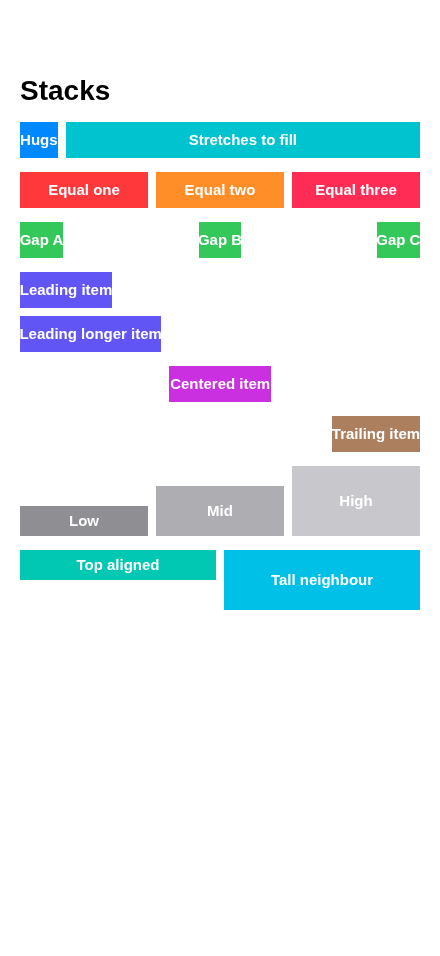 Stacks
Hugs Stretches to fill
Equal one Equal two Equal three
Gap A Gap B Gap C
Leading item
Leading longer item
Centered item
Trailing item
Low Mid High
Top aligned Tall neighbour